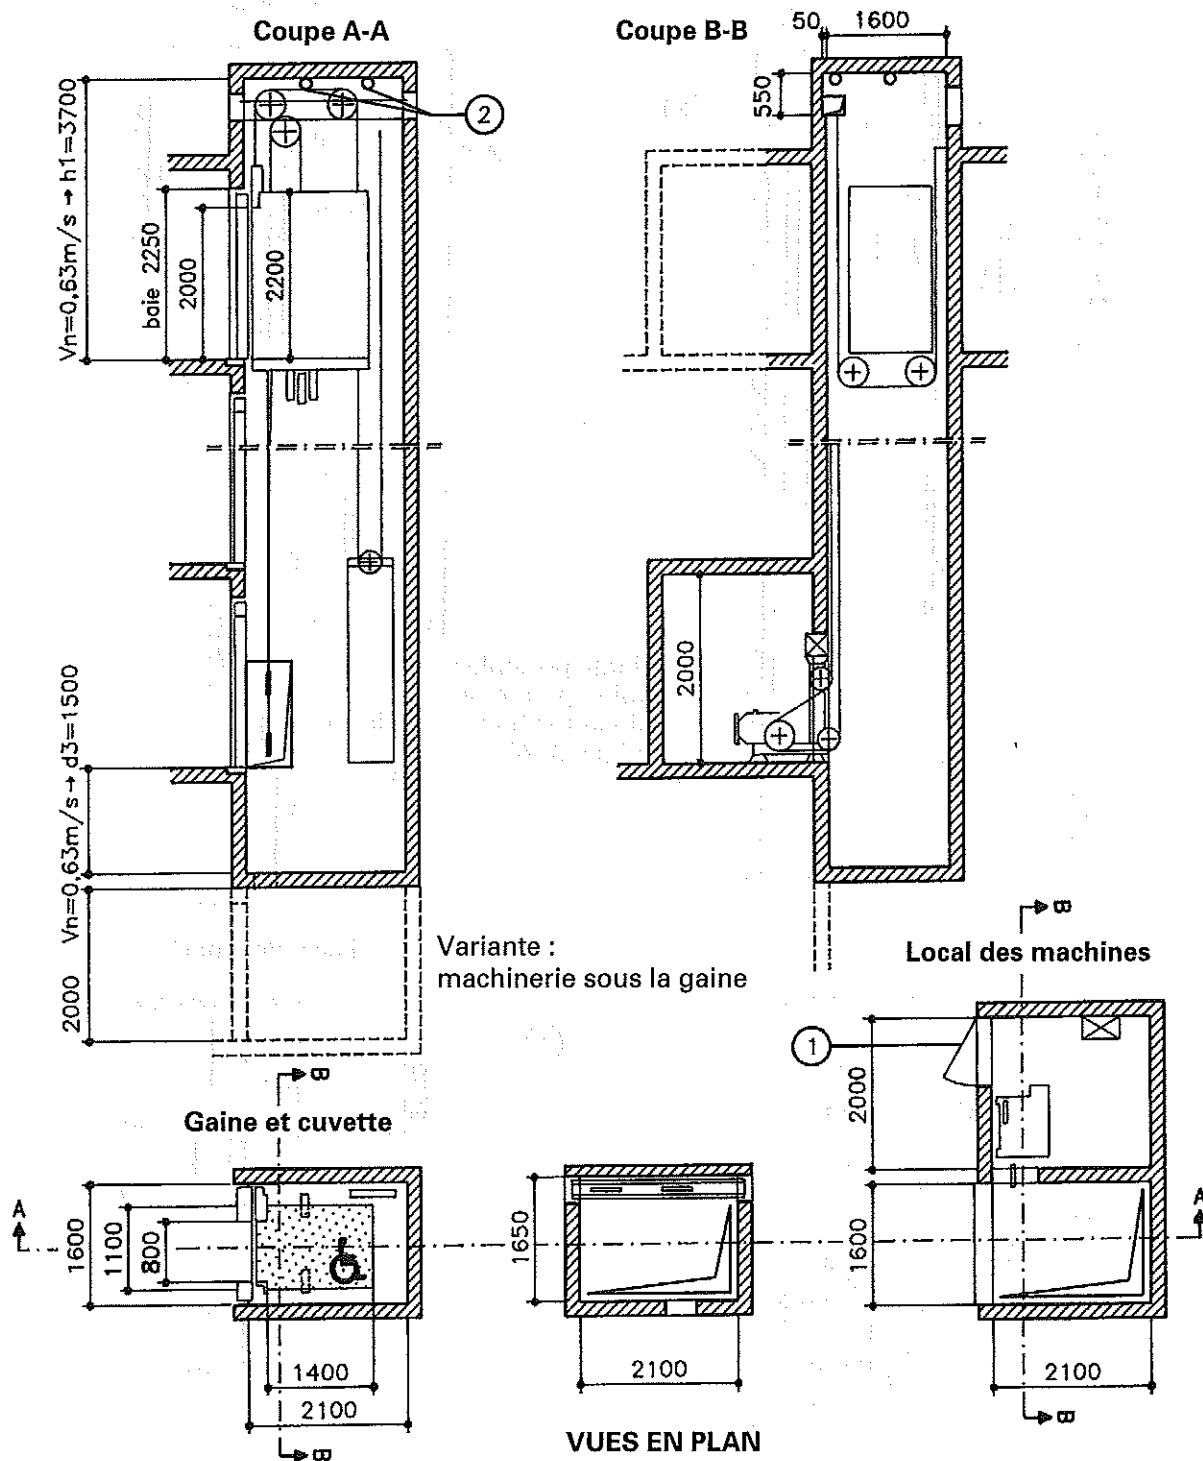 Coupe A-A
Coupe B-B
50
1600
550
2
Vn=0,63m/s → h1=3700
baie 2250
2000
2200
2000
Vn=0,63m/s → d3=1500
2000
Variante :
machinerie sous la gaine
B
Local des machines
1
2000
B
Gaine et cuvette
A
1600
1100
800
1650
1600
A
1400
2100
2100
2100
B
B
VUES EN PLAN